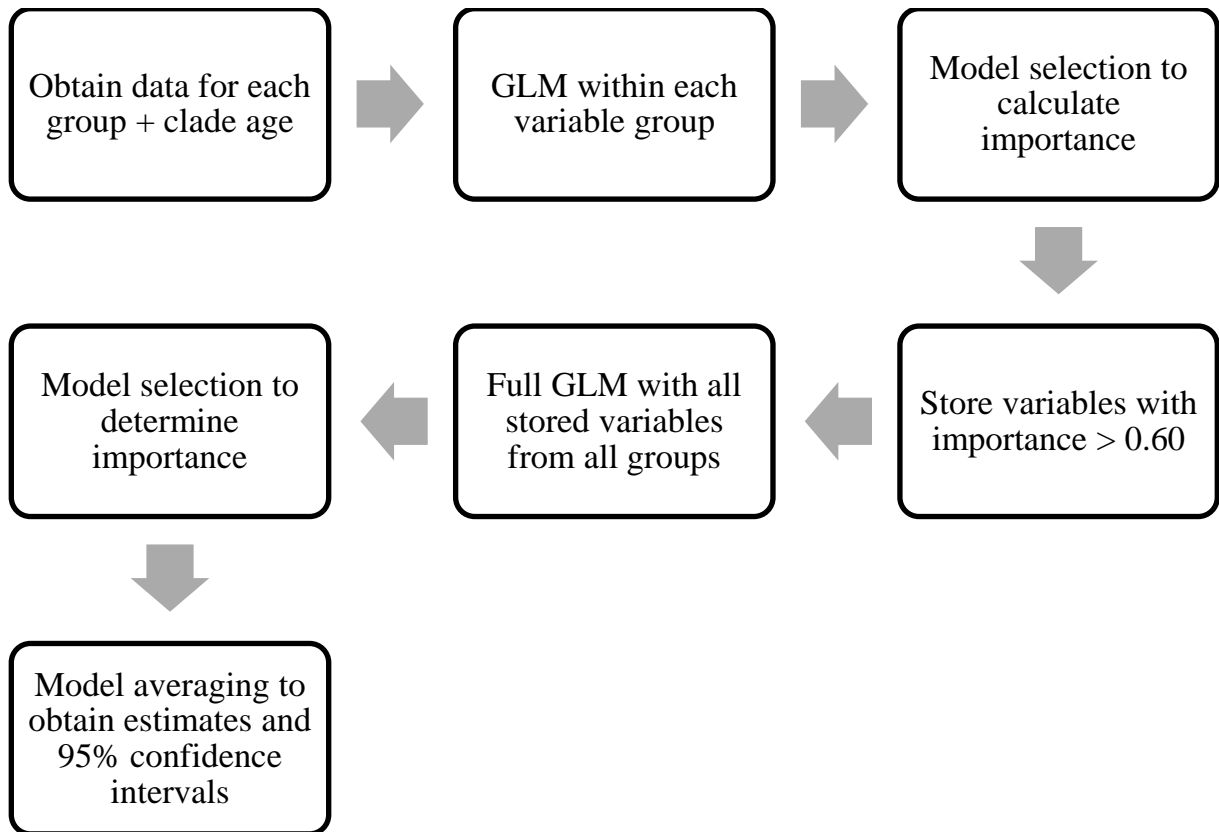 Obtain data for each
group + clade age
GLM within each
variable group
Model selection to
calculate
importance
Store variables with
importance > 0.60
Full GLM with all
stored variables
from all groups
Model selection to
determine
importance
Model averaging to
obtain estimates and
95% confidence
intervals